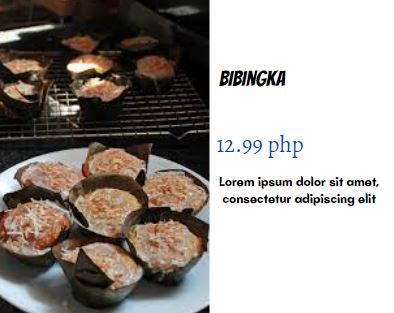 BIBINGKA
12.99 php
Lorem ipsum dolor sit amet,
consectetur adipiscing elit